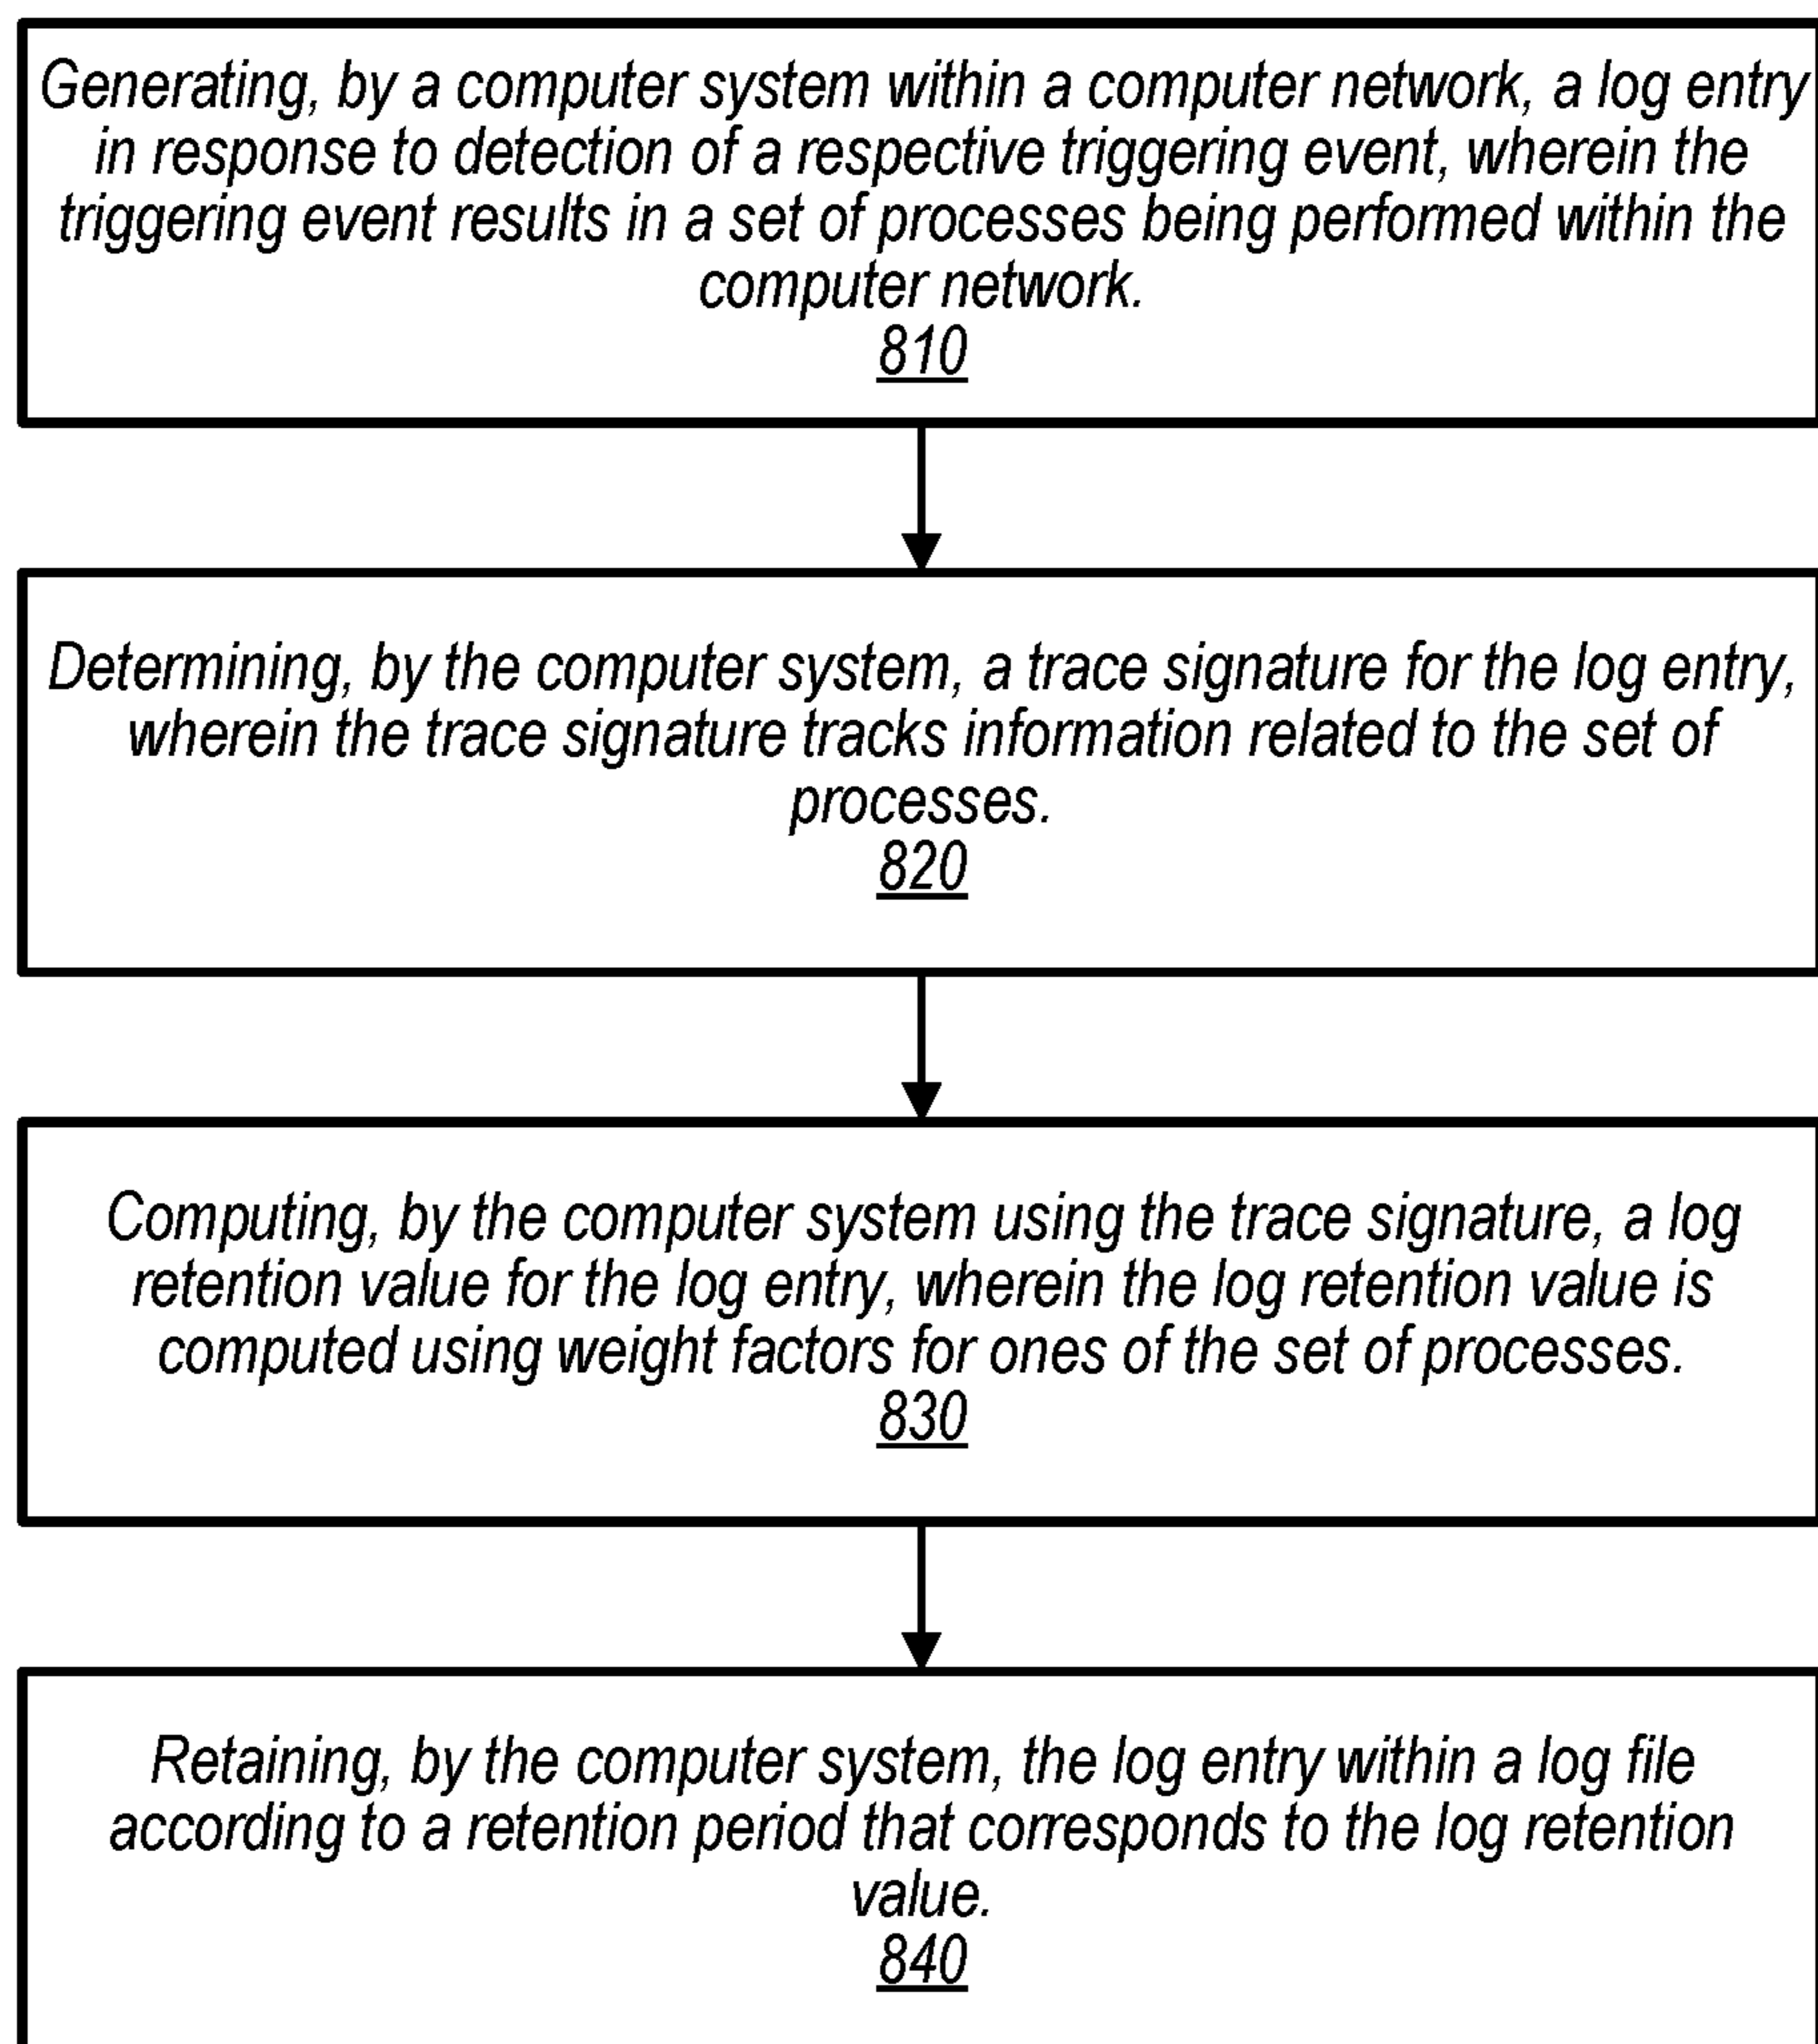 Generating, by a computer system within a computer network, a log entry
in response to detection of a respective triggering event, wherein the
triggering event results in a set of processes being performed within the
computer network.
810
Determining, by the computer system, a trace signature for the log entry,
wherein the trace signature tracks information related to the set of
processes.
820
Computing, by the computer system using the trace signature, a log
retention value for the log entry, wherein the log retention value is
computed using weight factors for ones of the set of processes.
830
Retaining, by the computer system, the log entry within a log file
according to a retention period that corresponds to the log retention
value.
840